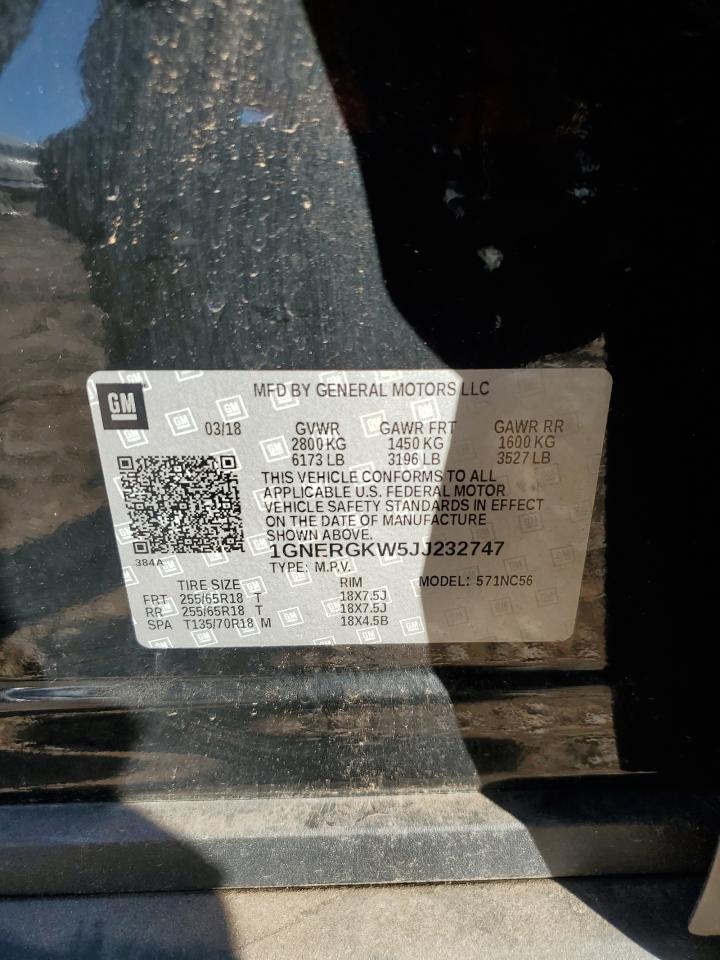 GM
MFD BY GENERAL MOTORS LLC
03/18 GVWR GAWR FRT GAWR RR
2800 KG 1450 KG 1600 KG
6173 LB 3196 LB 3527 LB
THIS VEHICLE CONFORMS TO ALL
APPLICABLE U.S. FEDERAL MOTOR
VEHICLE SAFETY STANDARDS IN EFFECT
ON THE DATE OF MANUFACTURE
SHOWN ABOVE.
1GNERGKW5JJ232747
384A
TYPE: M.P.V. MODEL: 571NC56
TIRE SIZE RIM
FRT 255/65R18 T 18X7.5J
RR 255/65R18 T 18X7.5J
SPA T135/70R18 M 18X4.5B